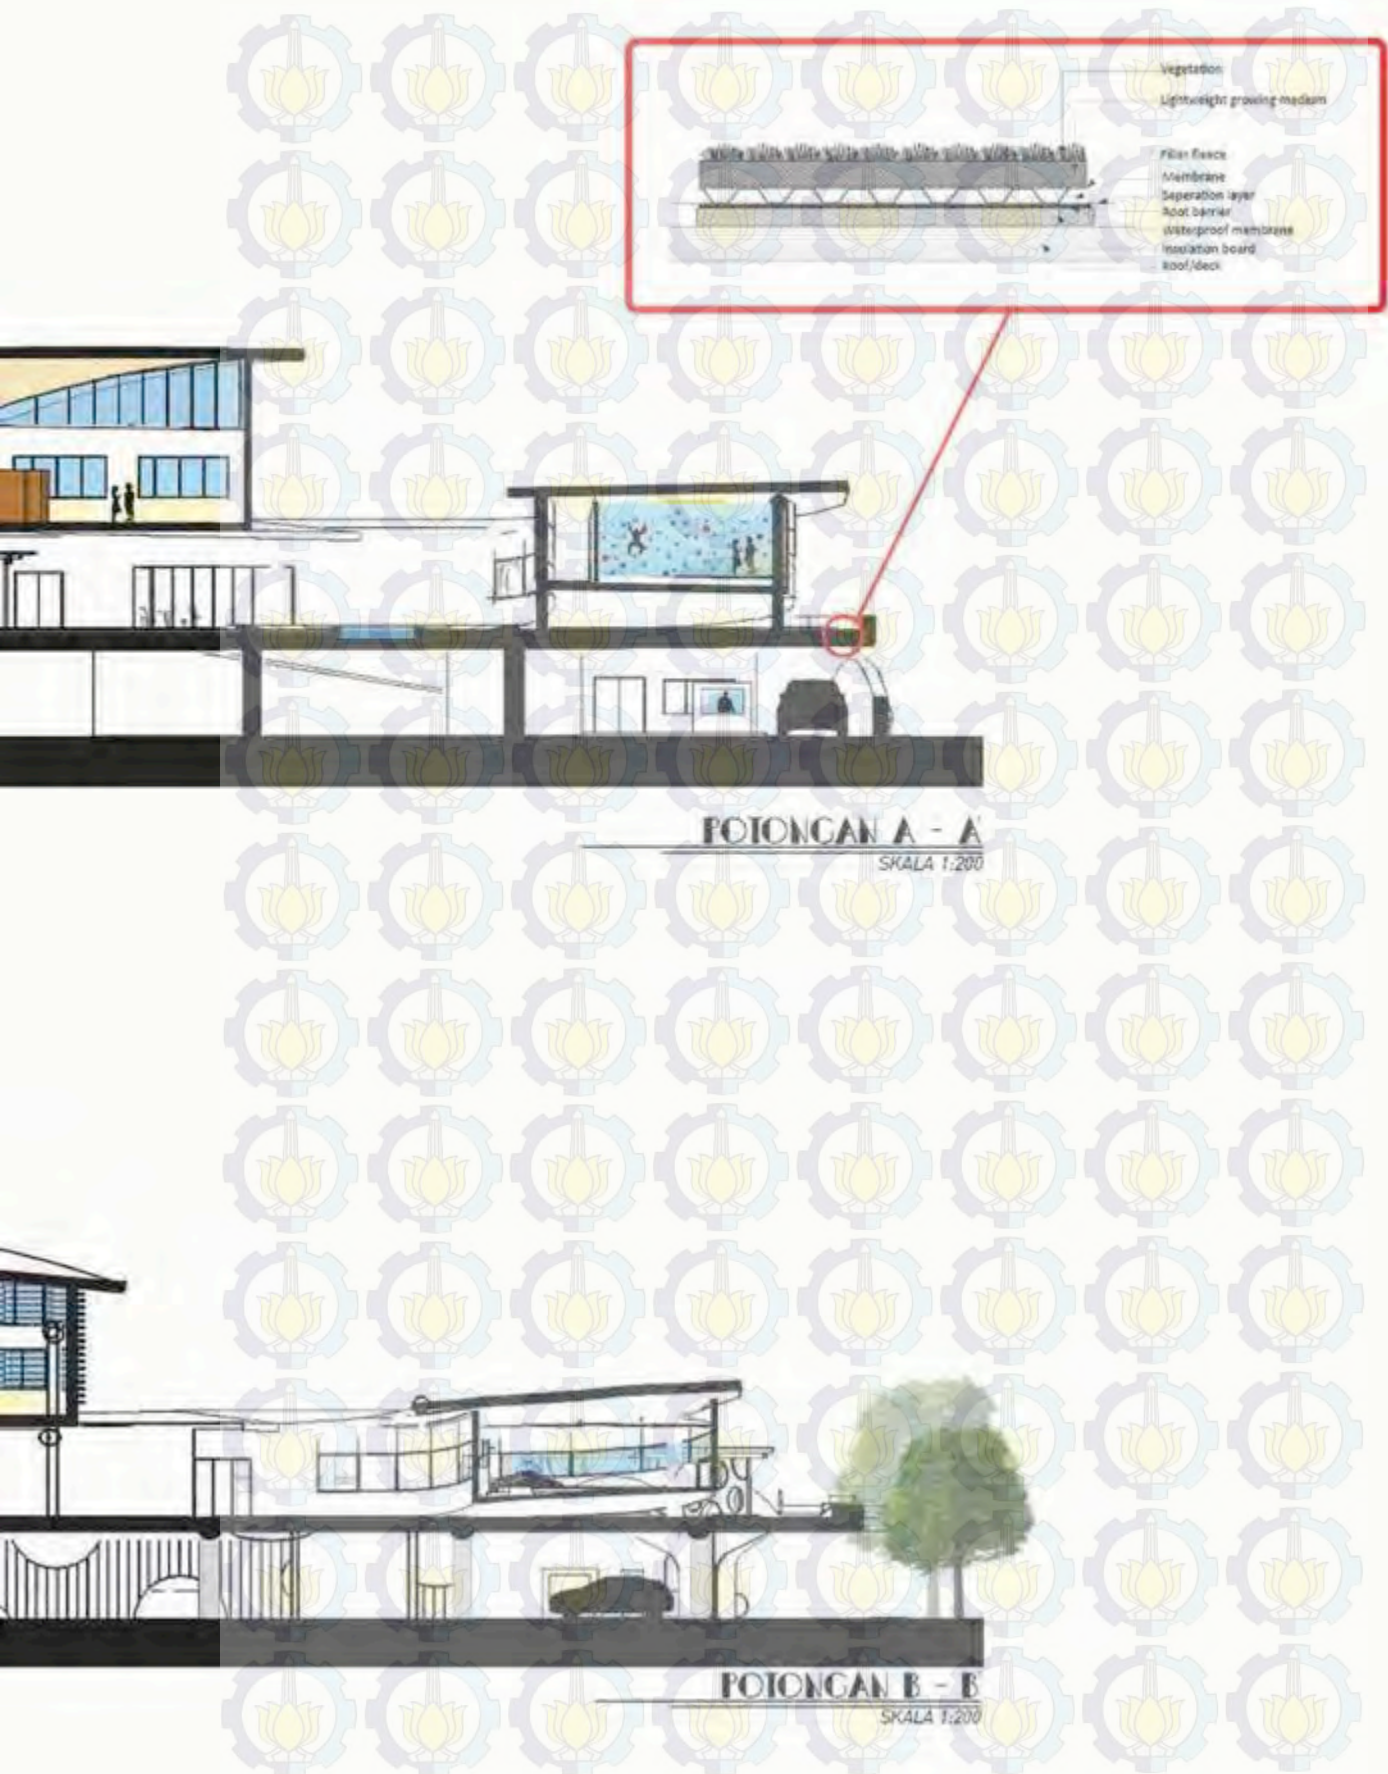 Vegetation
Lightweight growing medium
Filter fleece
Membrane
Seperation layer
Root barrier
Waterproof membrane
Insulation board
Roof/deck
POTONGAN A - A'
SKALA 1:200
POTONGAN B - B'
SKALA 1:200